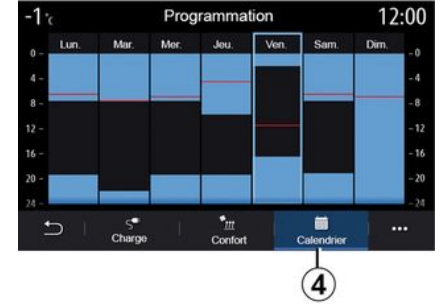 -1°c Programmation 12:00
Lun. Mar. Mer. Jeu. Ven. Sam. Dim.
0 0
4 4
8 8
12 12
16 16
20 20
24 24
Charge Confort Calendrier
4